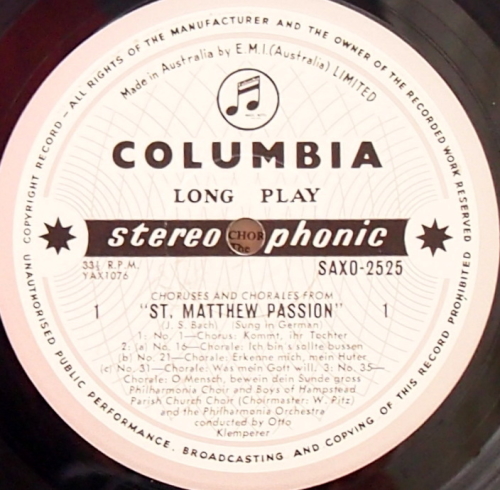 UNAUTHORISED PUBLIC PERFORMANCE, BROADCASTING AND COPYING OF THIS RECORD PROHIBITED
COPYRIGHT RECORD — ALL RIGHTS OF THE MANUFACTURER AND THE OWNER OF THE RECORDED WORK RESERVED
Made in Australia by E.M.I.(Australia) LIMITED
COLUMBIA
LONG PLAY
stereo phonic
CHOR
The
33⅓ R.P.M.
YAX1076
SAXO-2525
CHORUSES AND CHORALES FROM
1 "ST. MATTHEW PASSION" 1
(J. S. Bach) (Sung in German)
1: No. 1—Chorus: Kommt, ihr Tochter
2: (a) No. 16—Chorale: Ich bin's sollte bussen
(b) No. 21—Chorale: Erkenne mich, mein Huter
(c) No. 31—Chorale: Was mein Gott will, 3: No. 35—
Chorale: O Mensch, bewein dein Sunde gross
Philharmonia Choir and Boys of Hampstead
Parish Church Choir (Choirmaster: W. Pitz)
and the Philharmonia Orchestra
conducted by Otto
Klemperer